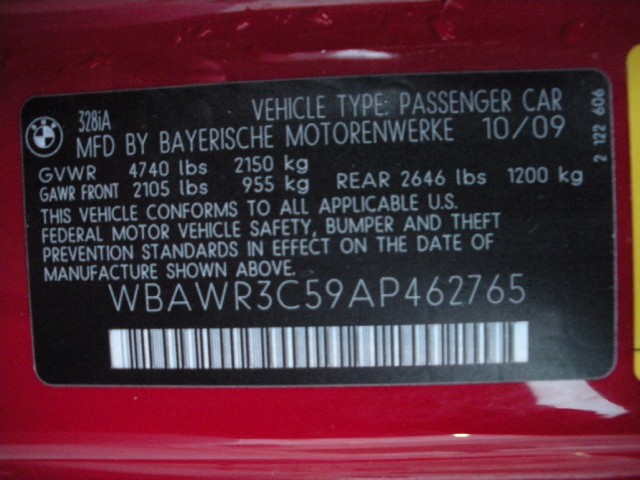 BMW
328iA VEHICLE TYPE: PASSENGER CAR
MFD BY BAYERISCHE MOTORENWERKE 10/09
GVWR 4740 lbs 2150 kg
GAWR FRONT 2105 lbs 955 kg REAR 2646 lbs 1200 kg
THIS VEHICLE CONFORMS TO ALL APPLICABLE U.S.
FEDERAL MOTOR VEHICLE SAFETY, BUMPER AND THEFT
PREVENTION STANDARDS IN EFFECT ON THE DATE OF
MANUFACTURE SHOWN ABOVE.
WBAWR3C59AP462765
2 122 606